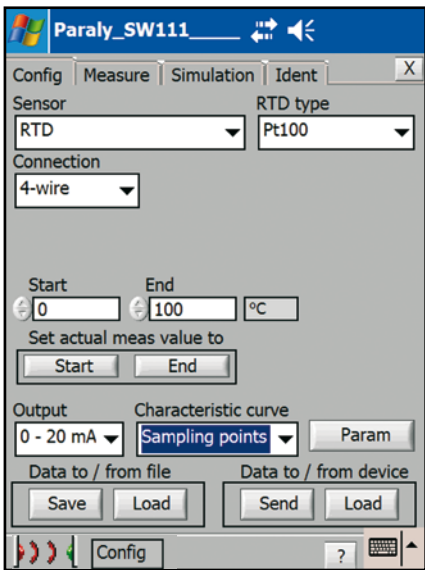 Paraly_SW111____
Config Measure Simulation Ident X
Sensor RTD type
RTD Pt100
Connection
4-wire
Start End
0 100 ºC
Set actual meas value to
Start End
Output Characteristic curve
0 - 20 mA Sampling points Param
Data to / from file Data to / from device
Save Load Send Load
Config ?